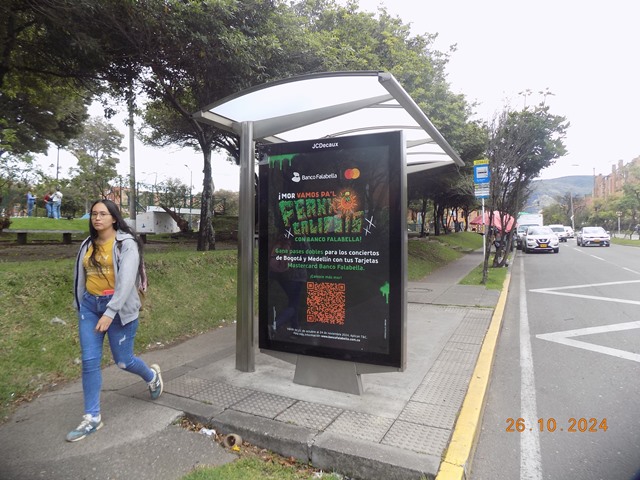 JCDecaux
Banco Falabella
¡MOR VAMOS PA'L
FERXXO
CALIPSIS
CON BANCO FALABELLA!
Gane pases dobles para los conciertos
de Bogotá y Medellín con tus Tarjetas
Mastercard Banco Falabella.
26.10.2024